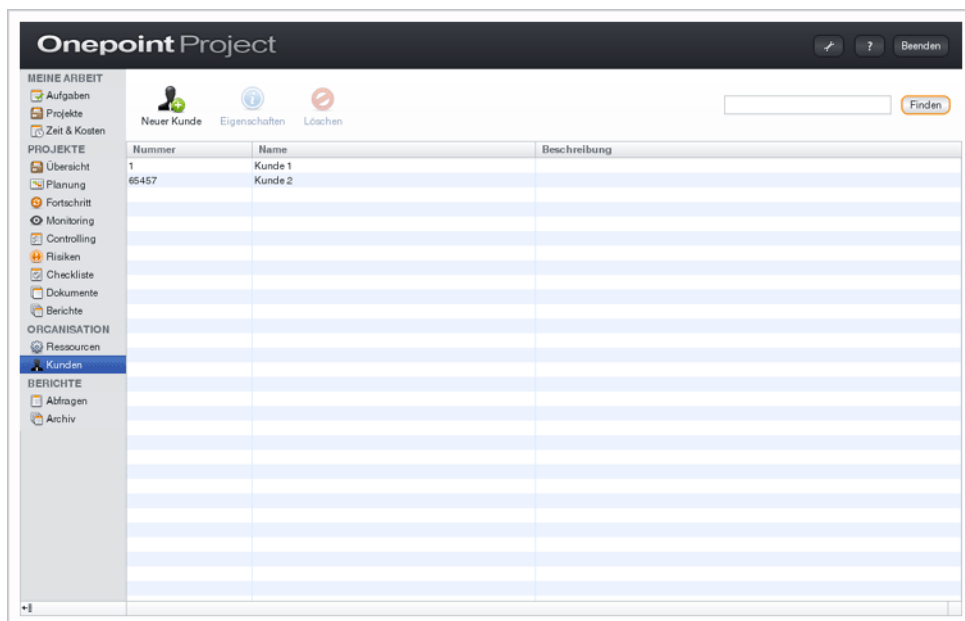 Onepoint Project
? Beenden
MEINE ARBEIT
Aufgaben
Projekte
Zeit & Kosten
PROJEKTE
Übersicht
Planung
Fortschritt
Monitoring
Controlling
Risiken
Checkliste
Dokumente
Berichte
ORGANISATION
Ressourcen
Kunden
BERICHTE
Abfragen
Archiv
Neuer Kunde Eigenschaften Löschen
Finden
Nummer Name Beschreibung
1 Kunde 1
65457 Kunde 2